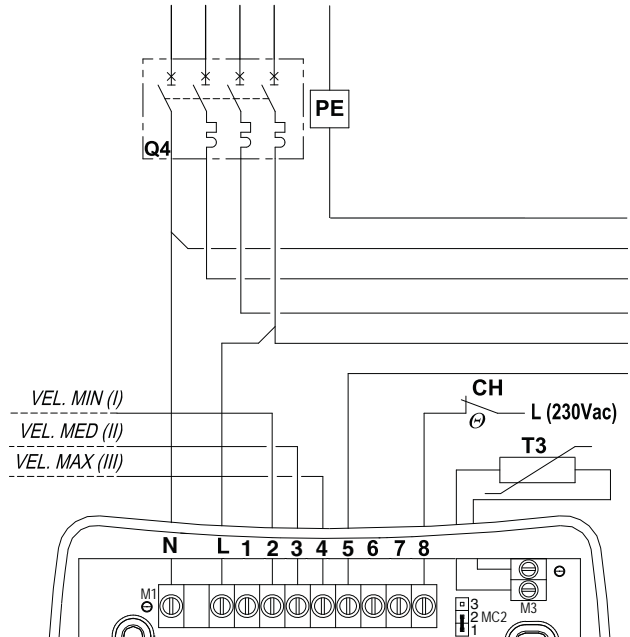 PE
Q4
VEL. MIN (I)
VEL. MED (II)
VEL. MAX (III)
CH
L (230Vac)
T3
N L 1 2 3 4 5 6 7 8
M1
3
2 MC2
1
M3